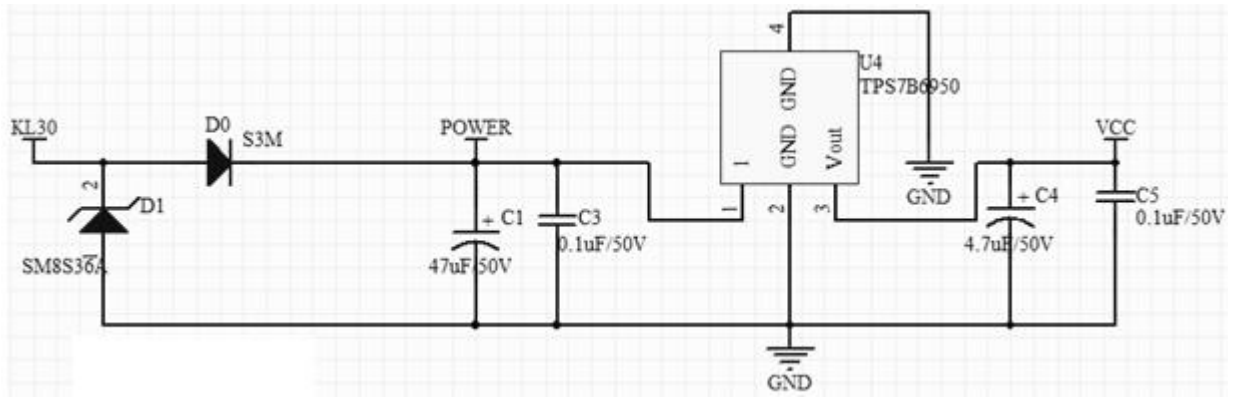 4
U4
TPS7B6950
GND
GND
1
Vout
KL30
D0
S3M
POWER
VCC
2
D1
SM8S36A
+ C1
47uF/50V
C3
0.1uF/50V
1
2
3
GND
+ C4
4.7uF/50V
C5
0.1uF/50V
GND